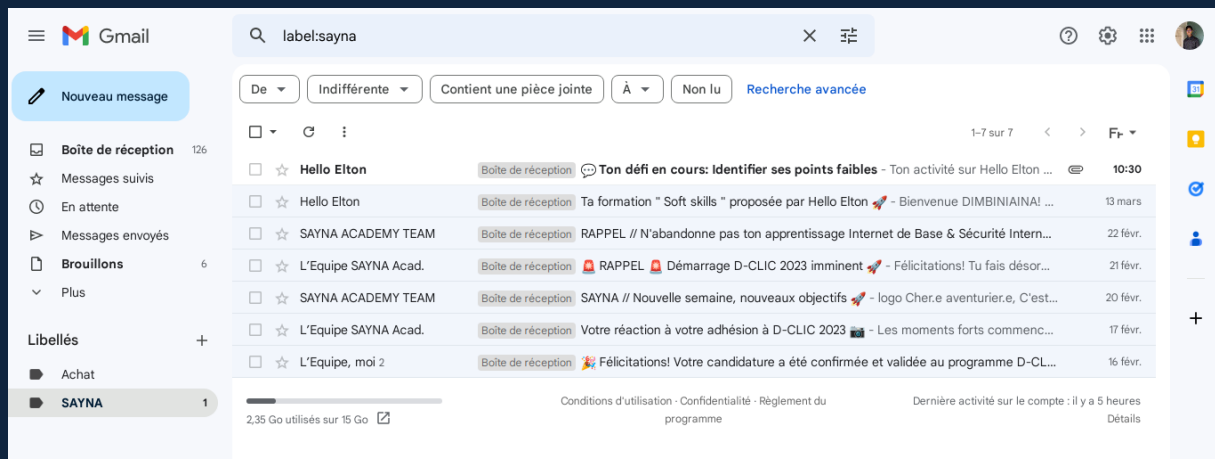 Gmail
label:sayna
Nouveau message
De
Indifférente
Contient une pièce jointe
À
Non lu
Recherche avancée
1–7 sur 7
Boîte de réception 126
Messages suivis
En attente
Messages envoyés
Brouillons 6
Plus
Libellés
Achat
SAYNA 1
Hello Elton Boîte de réception 💬 Ton défi en cours: Identifier ses points faibles - Ton activité sur Hello Elton ... 10:30
Hello Elton Boîte de réception Ta formation " Soft skills " proposée par Hello Elton 🚀 - Bienvenue DIMBINIAINA! ... 13 mars
SAYNA ACADEMY TEAM Boîte de réception RAPPEL // N'abandonne pas ton apprentissage Internet de Base & Sécurité Intern... 22 févr.
L'Equipe SAYNA Acad. Boîte de réception 🚨 RAPPEL 🚨 Démarrage D-CLIC 2023 imminent 🚀 - Félicitations! Tu fais désor... 21 févr.
SAYNA ACADEMY TEAM Boîte de réception SAYNA // Nouvelle semaine, nouveaux objectifs 🚀 - logo Cher.e aventurier.e, C'est... 20 févr.
L'Equipe SAYNA Acad. Boîte de réception Votre réaction à votre adhésion à D-CLIC 2023 📷 - Les moments forts commenc... 17 févr.
L'Equipe, moi 2 Boîte de réception 🎉 Félicitations! Votre candidature a été confirmée et validée au programme D-CL... 16 févr.
2,35 Go utilisés sur 15 Go
Conditions d'utilisation · Confidentialité · Règlement du
programme
Dernière activité sur le compte : il y a 5 heures
Détails
31